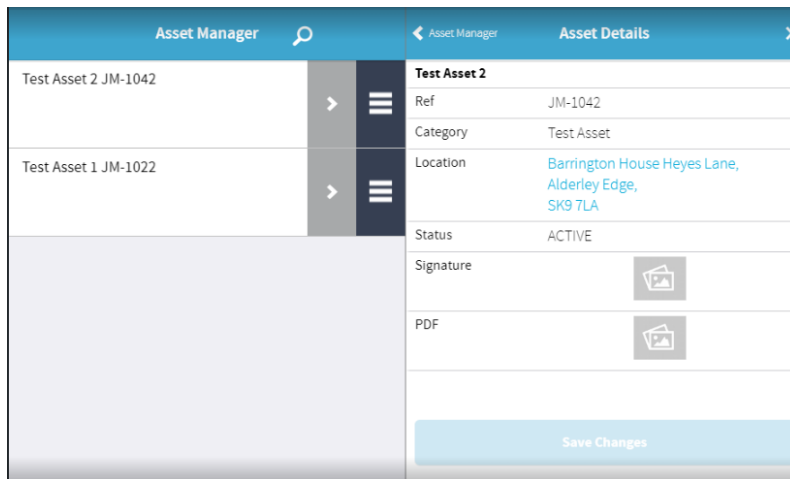 Asset Manager
Test Asset 2 JM-1042
Test Asset 1 JM-1022
Asset Manager
Asset Details
Test Asset 2
Ref JM-1042
Category Test Asset
Location Barrington House Heyes Lane,
Alderley Edge,
SK9 7LA
Status ACTIVE
Signature
PDF
Save Changes